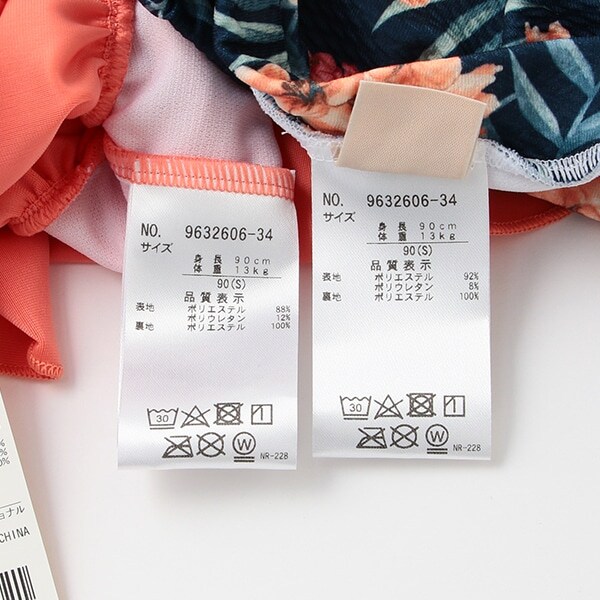 NO. 9632606-34
サイズ
身長 90cm
体重 13kg
90(S)
品質表示
表地 ポリエステル 88%
ポリウレタン 12%
裏地 ポリエステル 100%
30
W
NR-228
NO. 9632606-34
サイズ
身長 90cm
体重 13kg
90(S)
品質表示
表地 ポリエステル 92%
ポリウレタン 8%
裏地 ポリエステル 100%
30
W
NR-228
ョナル
CHINA